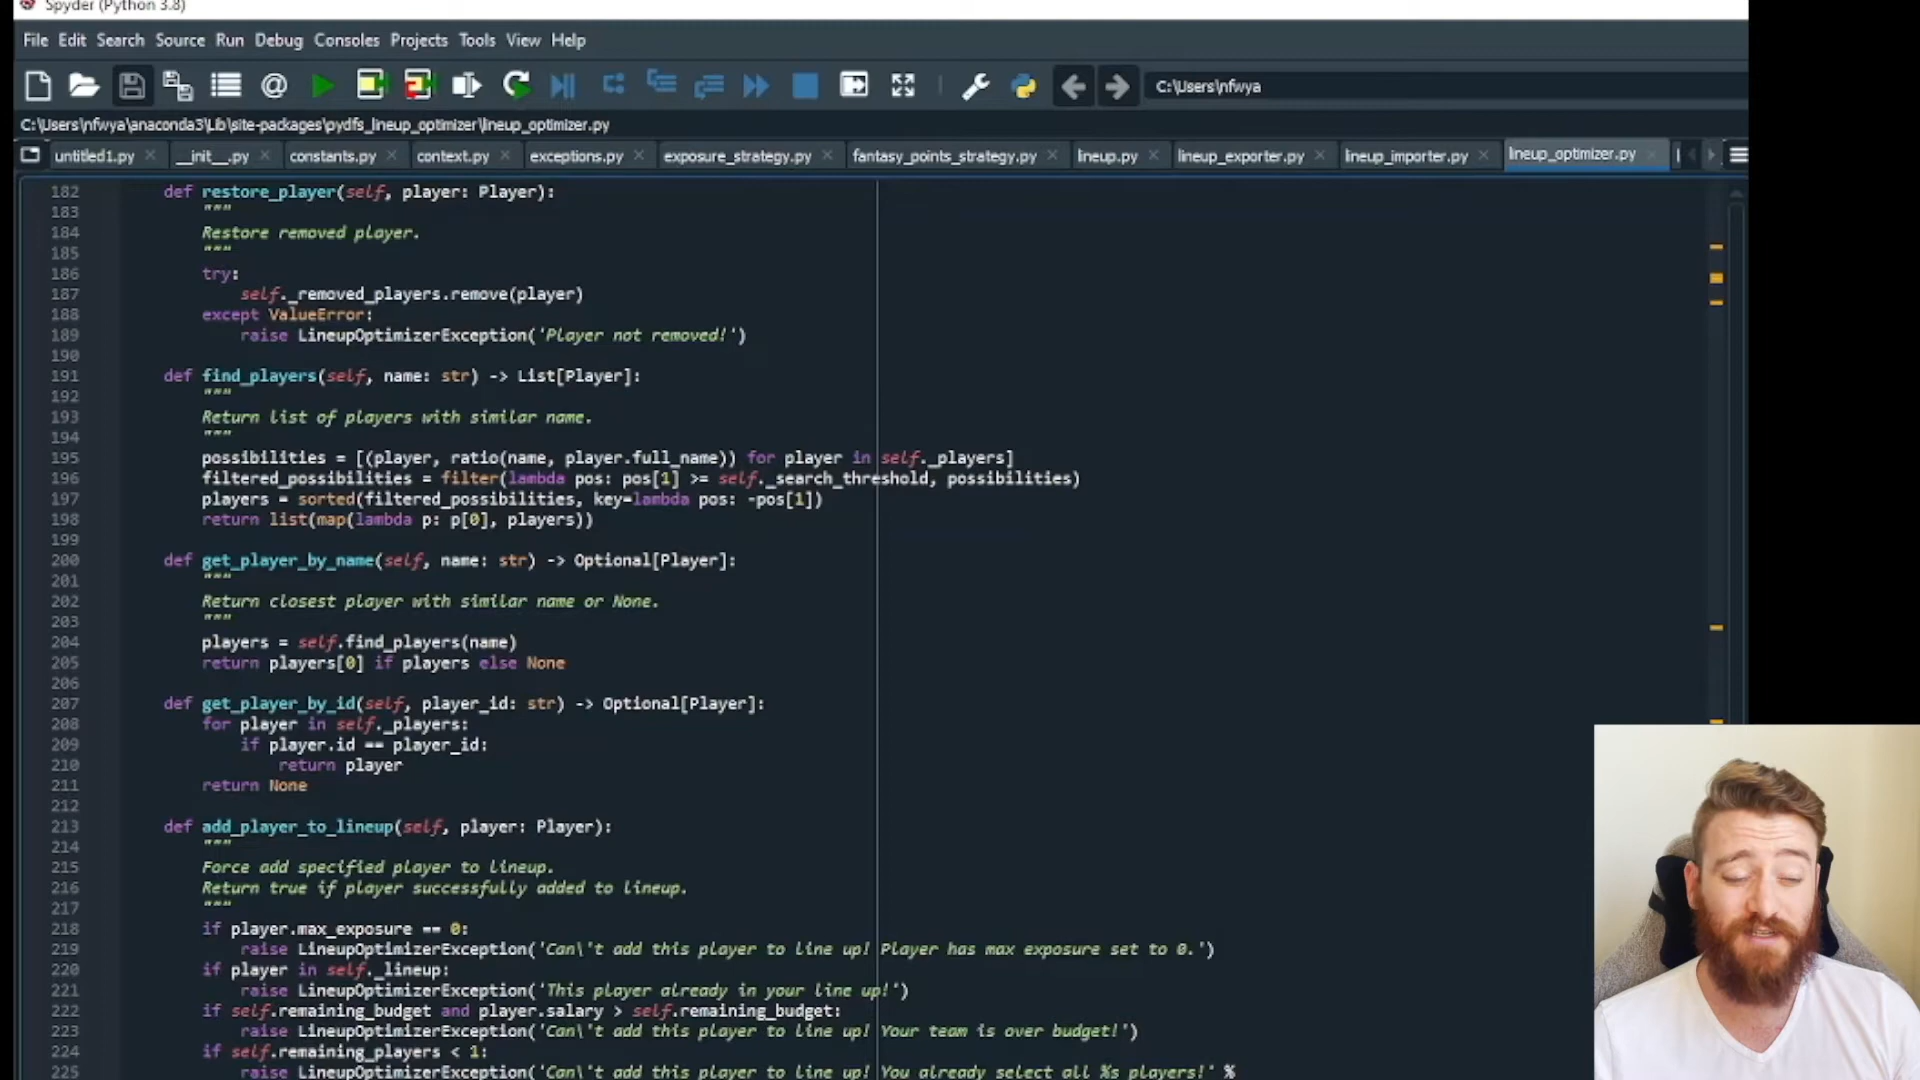 Spyder (Python 3.8)
File Edit Search Source Run Debug Consoles Projects Tools View Help
C:\Users\nfwya
C:\Users\nfwya\anaconda3\Lib\site-packages\pydfs_lineup_optimizer\lineup_optimizer.py
untitled1.py __init__.py constants.py context.py exceptions.py exposure_strategy.py fantasy_points_strategy.py lineup.py lineup_exporter.py lineup_importer.py lineup_optimizer.py
182 def restore_player(self, player: Player):
183 """
184 Restore removed player.
185 """
186 try:
187 self._removed_players.remove(player)
188 except ValueError:
189 raise LineupOptimizerException('Player not removed!')
190
191 def find_players(self, name: str) -> List[Player]:
192 """
193 Return list of players with similar name.
194 """
195 possibilities = [(player, ratio(name, player.full_name)) for player in self._players]
196 filtered_possibilities = filter(lambda pos: pos[1] >= self._search_threshold, possibilities)
197 players = sorted(filtered_possibilities, key=lambda pos: -pos[1])
198 return list(map(lambda p: p[0], players))
199
200 def get_player_by_name(self, name: str) -> Optional[Player]:
201 """
202 Return closest player with similar name or None.
203 """
204 players = self.find_players(name)
205 return players[0] if players else None
206
207 def get_player_by_id(self, player_id: str) -> Optional[Player]:
208 for player in self._players:
209 if player.id == player_id:
210 return player
211 return None
212
213 def add_player_to_lineup(self, player: Player):
214 """
215 Force add specified player to lineup.
216 Return true if player successfully added to lineup.
217 """
218 if player.max_exposure == 0:
219 raise LineupOptimizerException('Can\'t add this player to line up! Player has max exposure set to 0.')
220 if player in self._lineup:
221 raise LineupOptimizerException('This player already in your line up!')
222 if self.remaining_budget and player.salary > self.remaining_budget:
223 raise LineupOptimizerException('Can\'t add this player to line up! Your team is over budget!')
224 if self.remaining_players < 1:
225 raise LineupOptimizerException('Can\'t add this player to line up! You already select all %s players!' %